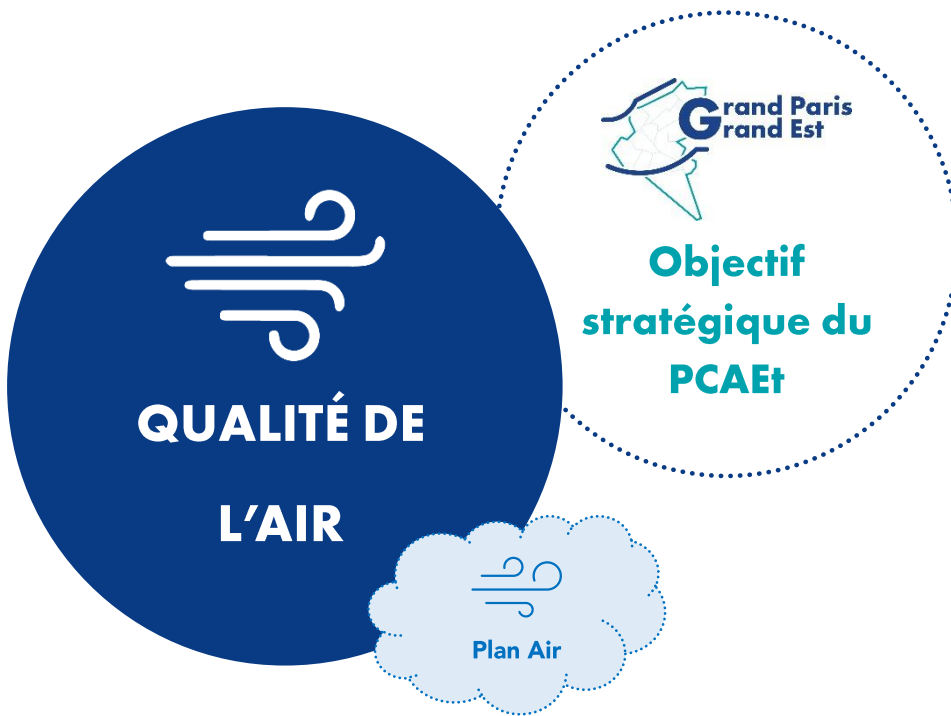 Grand Paris
Grand Est
Objectif
stratégique du
PCAEt
QUALITÉ DE
L’AIR
Plan Air